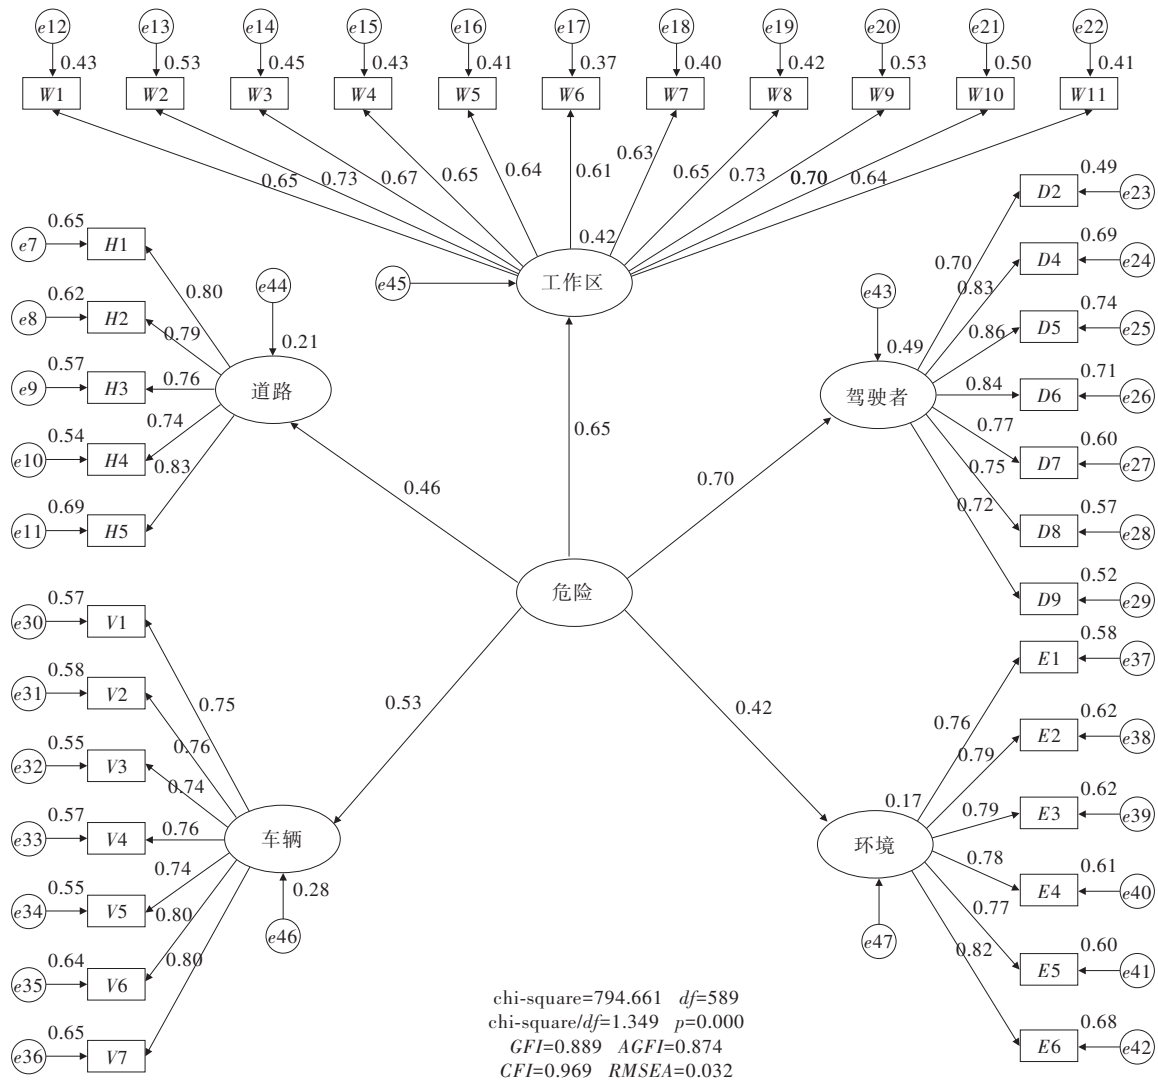 e12 e13 e14 e15 e16 e17 e18 e19 e20 e21 e22
0.43 0.53 0.45 0.43 0.41 0.37 0.40 0.42 0.53 0.50 0.41
W1 W2 W3 W4 W5 W6 W7 W8 W9 W10 W11
0.65 0.73 0.67 0.65 0.64 0.61 0.63 0.65 0.73 0.70 0.64
0.42
e45 工作区
0.65 e7 H1
0.62 e8 H2
0.57 e9 H3
0.54 e10 H4
0.69 e11 H5
0.80
0.79
0.76
0.74
0.83
e44
0.21
道路
0.49 D2 e23
0.69 D4 e24
0.74 D5 e25
0.71 D6 e26
0.60 D7 e27
0.57 D8 e28
0.52 D9 e29
0.70
0.83
0.86
0.84
0.77
0.75
0.72
e43
0.49
驾驶者
0.46 0.65 0.70
危险
0.53 0.42
0.57 e30 V1
0.58 e31 V2
0.55 e32 V3
0.57 e33 V4
0.55 e34 V5
0.64 e35 V6
0.65 e36 V7
0.75
0.76
0.74
0.76
0.74
0.80
0.80
车辆
0.28
e46
0.58 E1 e37
0.62 E2 e38
0.62 E3 e39
0.61 E4 e40
0.60 E5 e41
0.68 E6 e42
0.76
0.79
0.79
0.78
0.77
0.82
0.17
环境
e47
chi-square=794.661 df=589
chi-square/df=1.349 p=0.000
GFI=0.889 AGFI=0.874
CFI=0.969 RMSEA=0.032